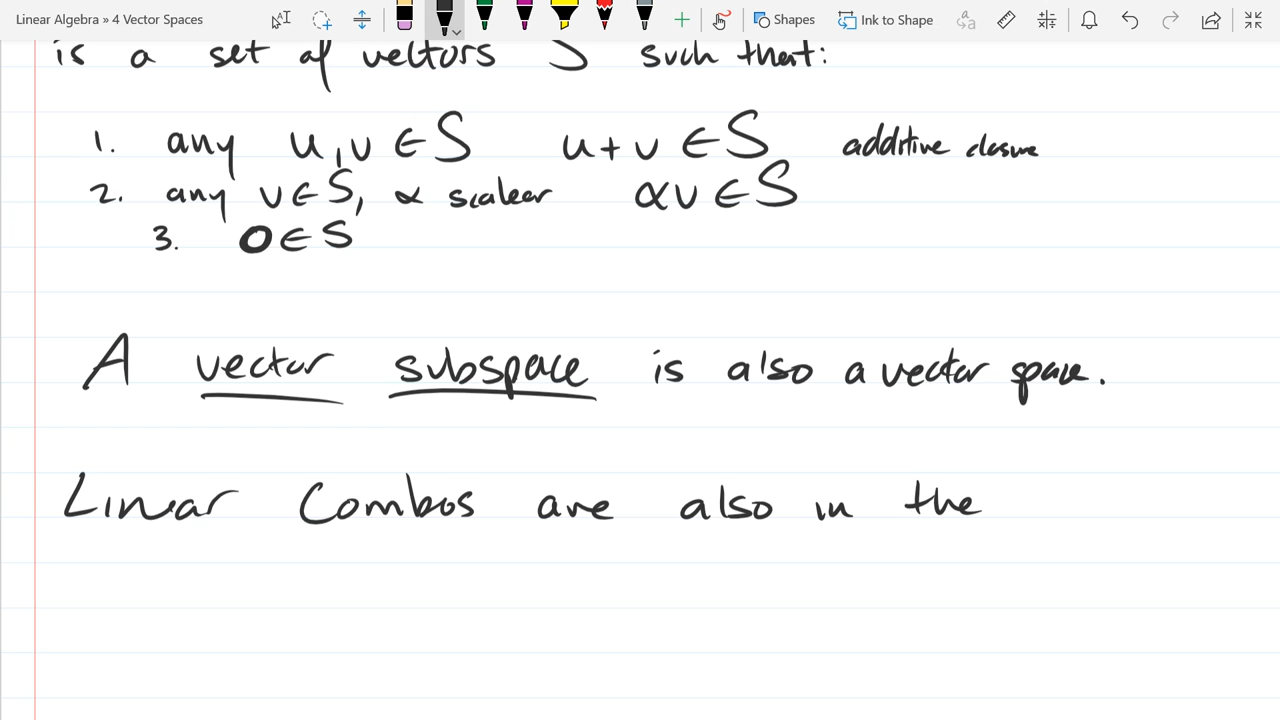 Linear Algebra » 4 Vector Spaces Shapes Ink to Shape
is a set of vectors S such that:
1. any u, v ∈ S u + v ∈ S additive closure
2. any v ∈ S, α scalar αv ∈ S
3. 0 ∈ S
A vector subspace is also a vector space.
Linear Combos are also in the